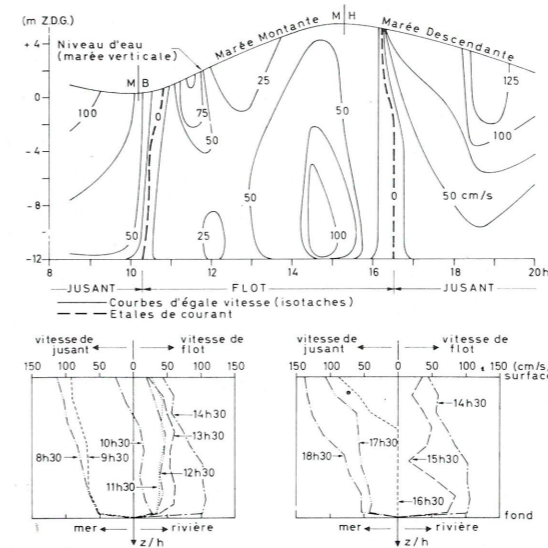 (m Z.D.G.)
+4
0
-4
-8
-12
Niveau d'eau
(marée verticale)
Marée Montante
M H
Marée Descendante
M B
100
0
75
50
25
50
125
100
50
25
100
0
50 cm/s
8 10 12 14 16 18 20h
JUSANT FLOT JUSANT
Courbes d'égale vitesse (isotaches)
Etales de courant
vitesse de jusant
vitesse de flot
150 100 50 0 50 100 150
8h30
9h30
10h30
11h30
12h30
13h30
14h30
mer
rivière
z/h
vitesse de jusant
vitesse de flot
150 100 50 0 50 100 150 (cm/s)
surface
14h30
15h30
16h30
17h30
18h30
fond
mer
rivière
z/h